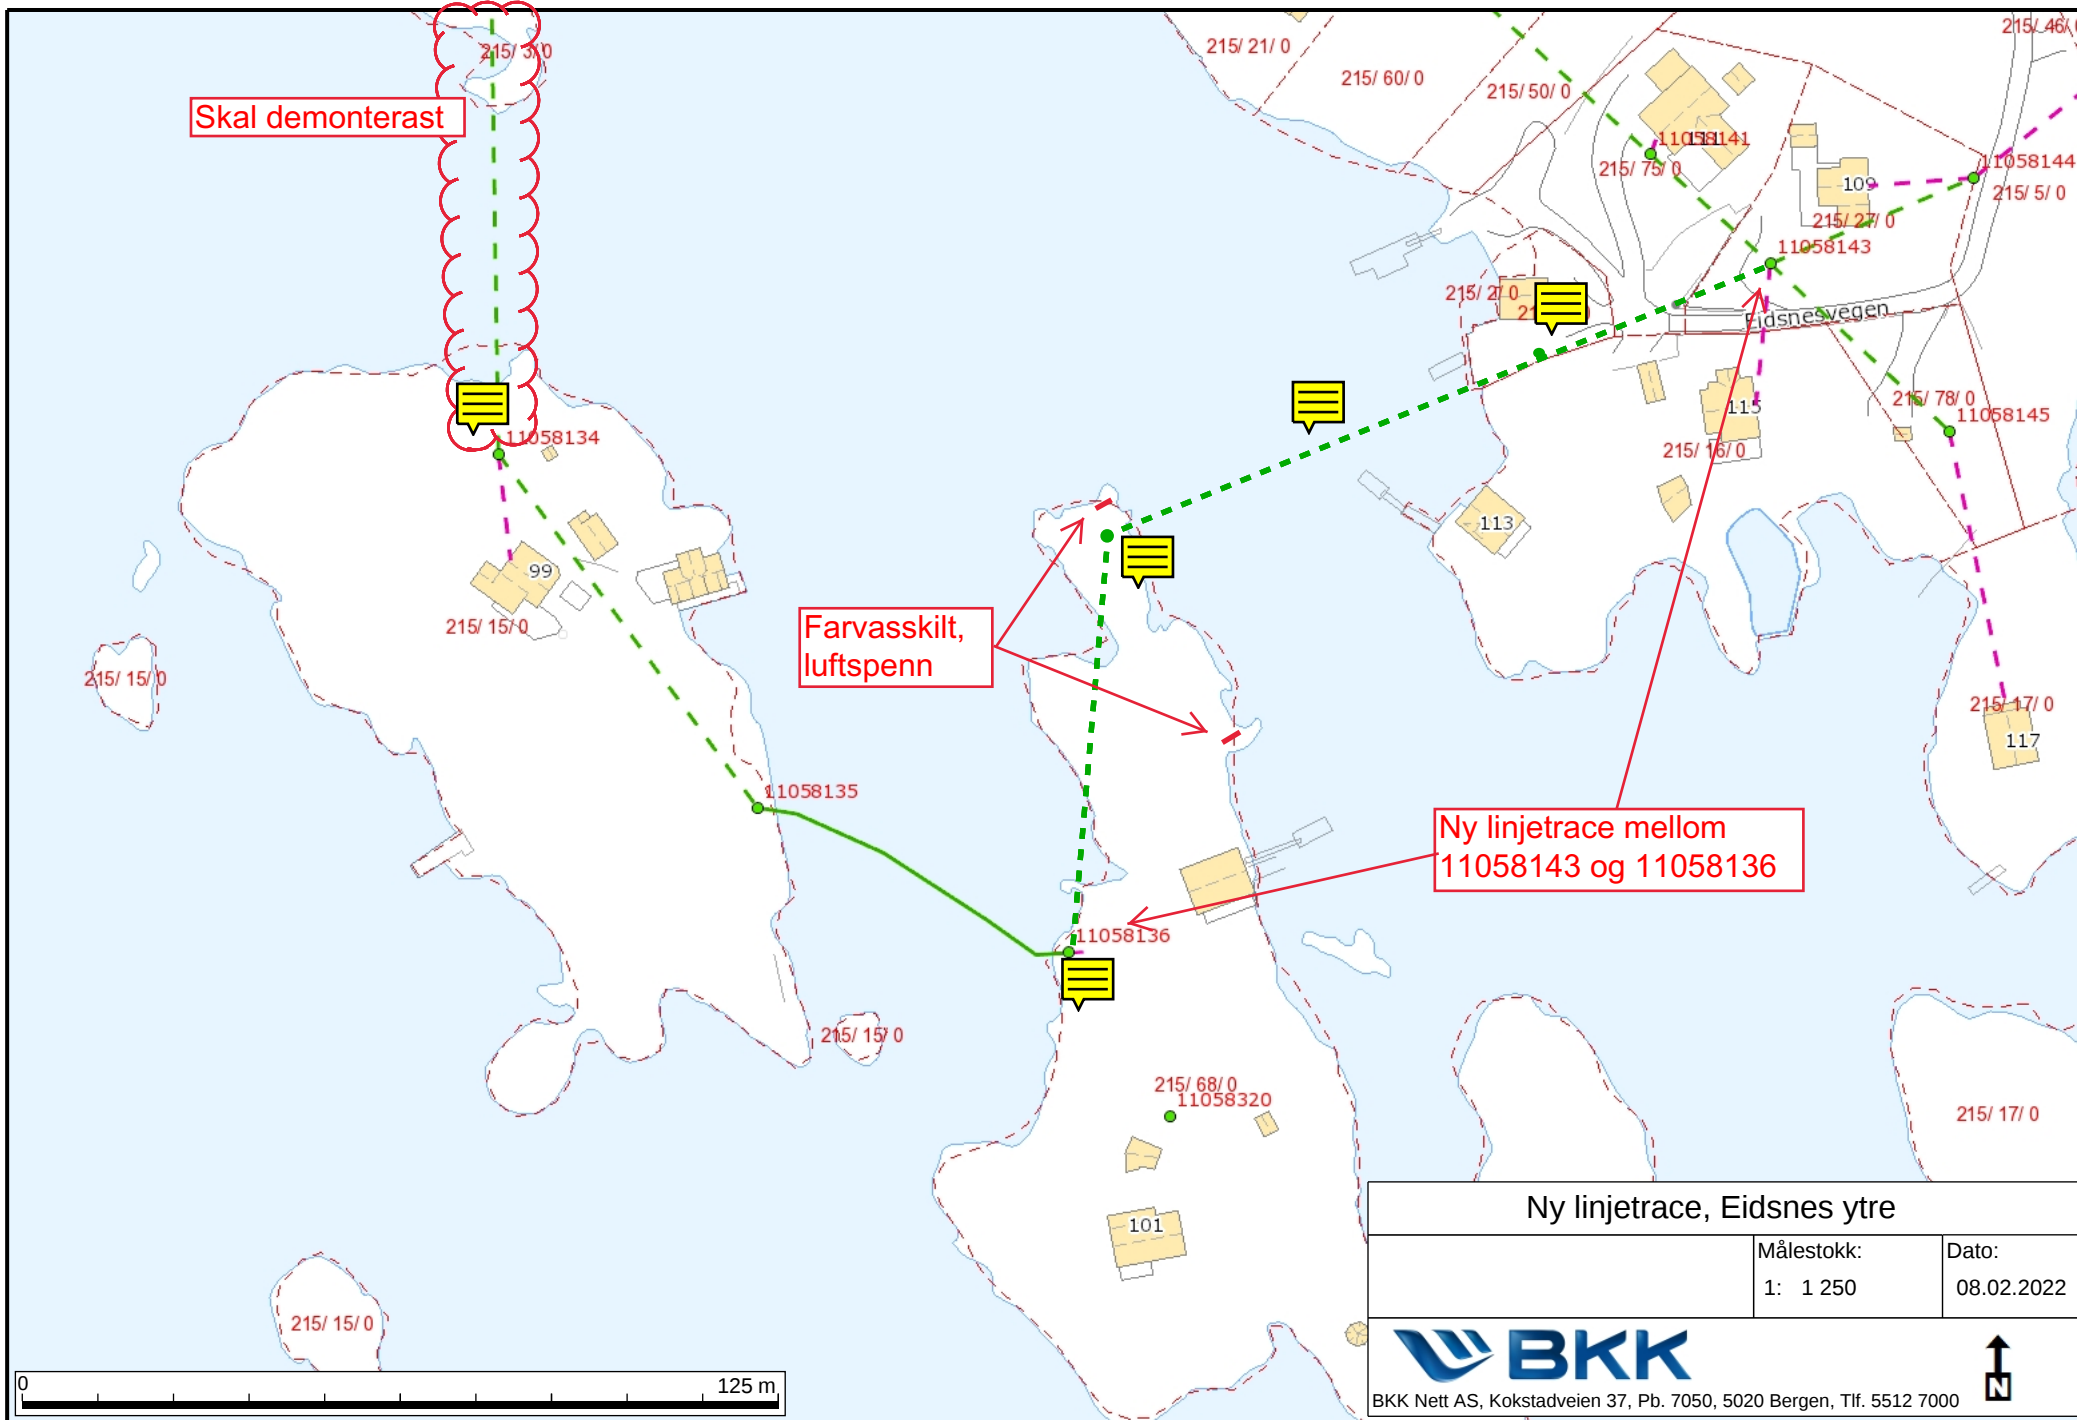 215/ 3/ 0
Skal demonterast
215/ 21/ 0
215/ 60/ 0
215/ 50/ 0
215/ 46/
11058141
111
215/ 75/ 0
109
11058144
215/ 5/ 0
215/ 27/ 0
11058143
215/ 2/ 0
Eidsnesvegen
115
215/ 78/ 0
11058145
215/ 16/ 0
11058134
113
99
215/ 15/ 0
215/ 15/ 0
Farvasskilt,
luftspenn
215/ 17/ 0
117
11058135
Ny linjetrace mellom
11058143 og 11058136
11058136
215/ 15/ 0
215/ 68/ 0
11058320
215/ 17/ 0
101
215/ 15/ 0
Ny linjetrace, Eidsnes ytre
Målestokk:
1: 1 250
Dato:
08.02.2022
BKK
BKK Nett AS, Kokstadveien 37, Pb. 7050, 5020 Bergen, Tlf. 5512 7000
N
0
125 m